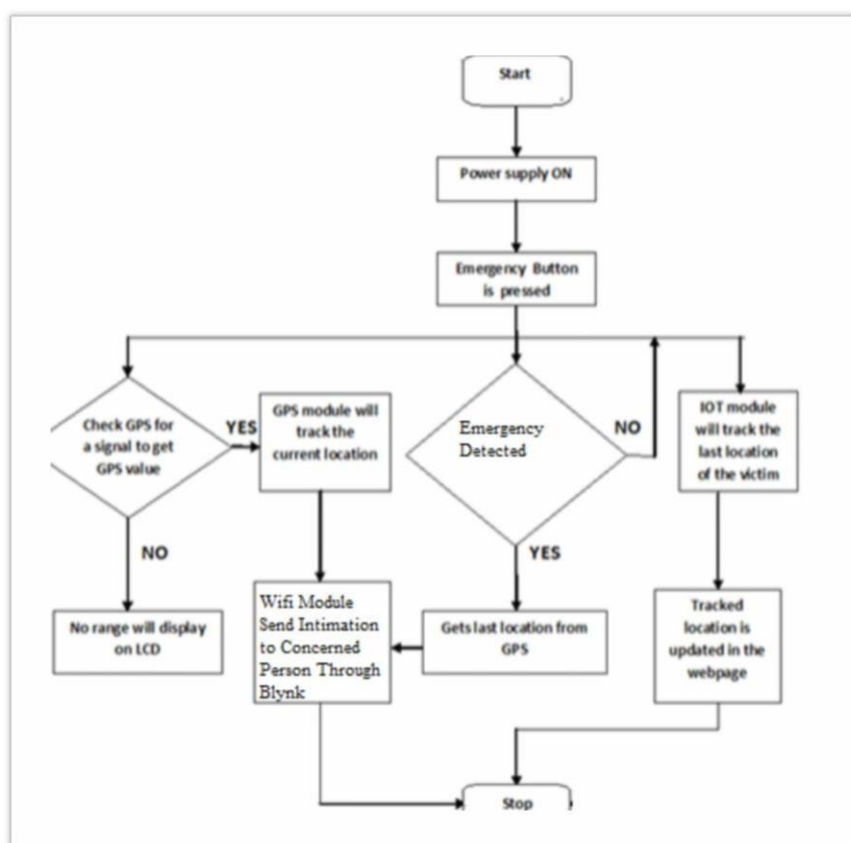 Start
Power supply ON
Emergency Button
is pressed
Check GPS for
a signal to get
GPS value
YES
GPS module will
track the
current location
Emergency
Detected
NO
IOT module
will track the
last location
of the victim
NO
YES
No range will display
on LCD
Wifi Module
Send Intimation
to Concerned
Person Through
Blynk
Gets last location from
GPS
Tracked
location is
updated in the
webpage
Stop